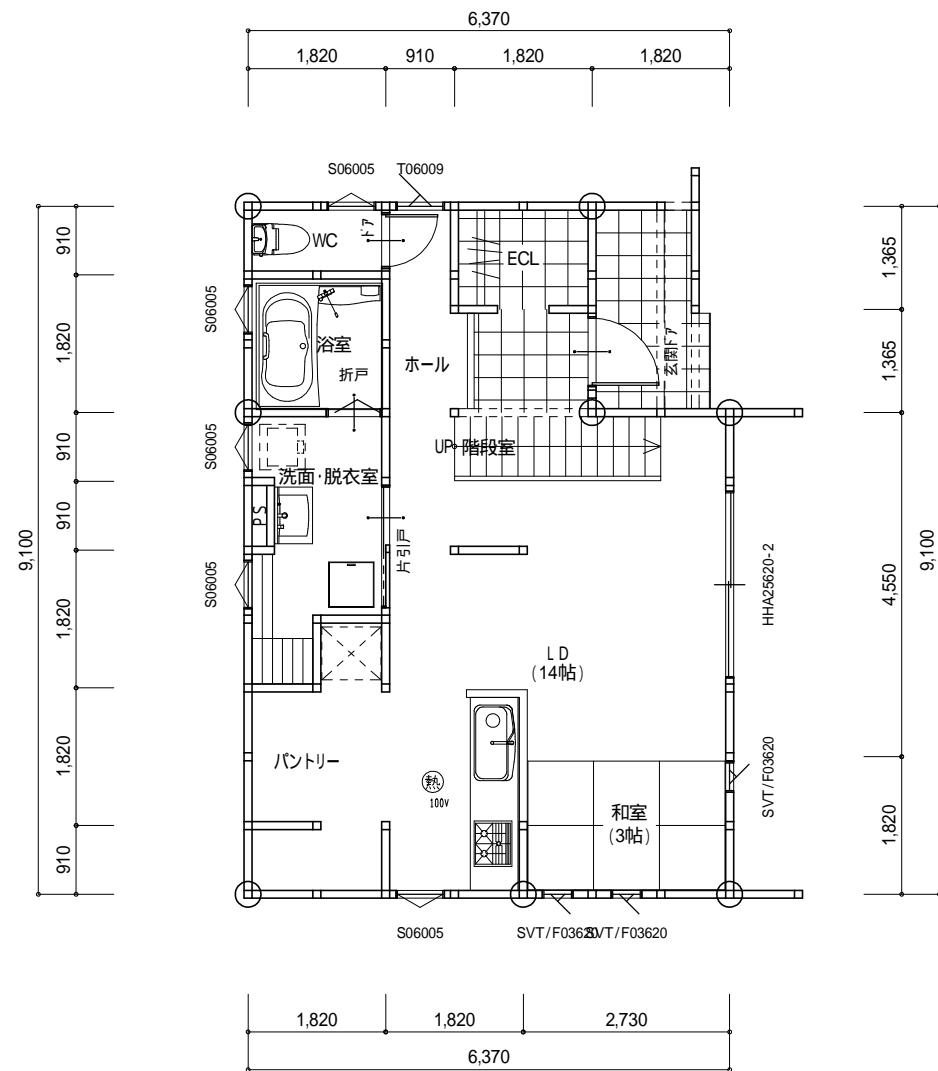 6,370
1,820
910
1,820
1,820
S06005
T06009
910
1,820
910
910
1,820
1,820
910
9,100
S06005
S06005
S06005
WC
ドア
ECL
浴室
折戸
ホール
玄関ドア
UP 階段室
洗面・脱衣室
PS
片引戸
LD
(14帖)
パントリー
熱
100V
和室
(3帖)
HHA25620-2
SVT/F03620
1,365
1,365
4,550
1,820
9,100
S06005
SVT/F03620
SVT/F03620
1,820
1,820
2,730
6,370